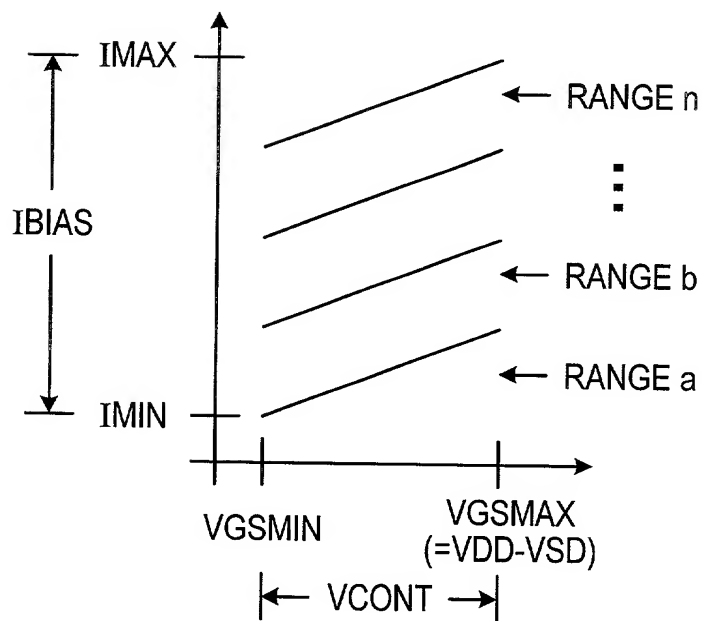 IMAX
RANGE n
IBIAS
RANGE b
RANGE a
IMIN
VGSMIN
VGSMAX
(=VDD-VSD)
VCONT